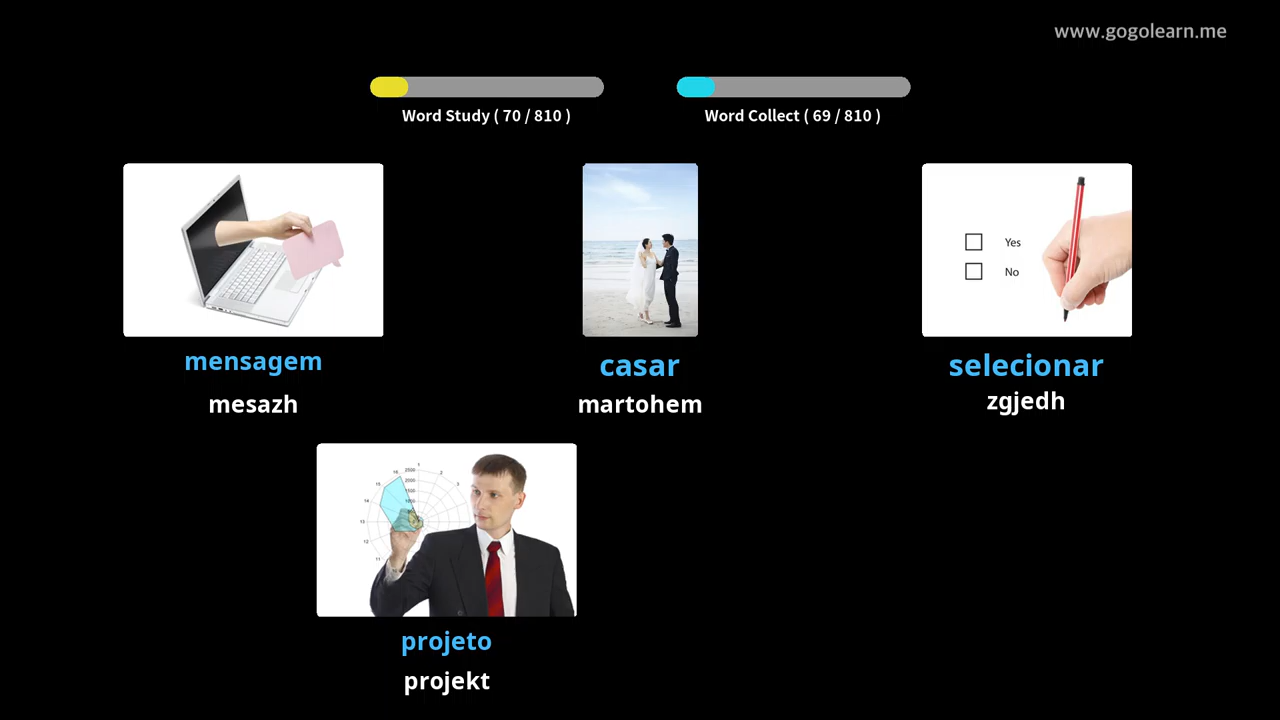 www.gogolearn.me
Word Study ( 70 / 810 )
Word Collect ( 69 / 810 )
Yes
No
mensagem
casar
selecionar
mesazh
martohem
zgjedh
projeto
projekt